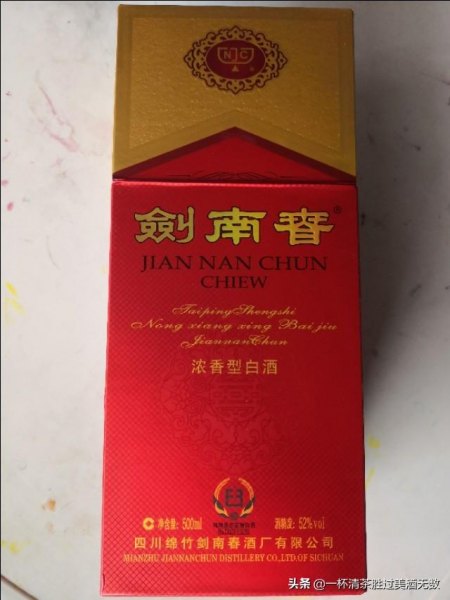 NC
劍南春®
JIAN NAN CHUN
CHIEW
TaipingShengshi
Nong xiang xing Bai jiu
JiannanChun
浓香型白酒
净含量: 500ml 酒精度: 52%vol
四川绵竹剑南春酒厂有限公司
MIANZHU JIANNANCHUN DISTILLERY CO.,LTD.OF SICHUAN
头条 @一杯清茶胜过美酒无数